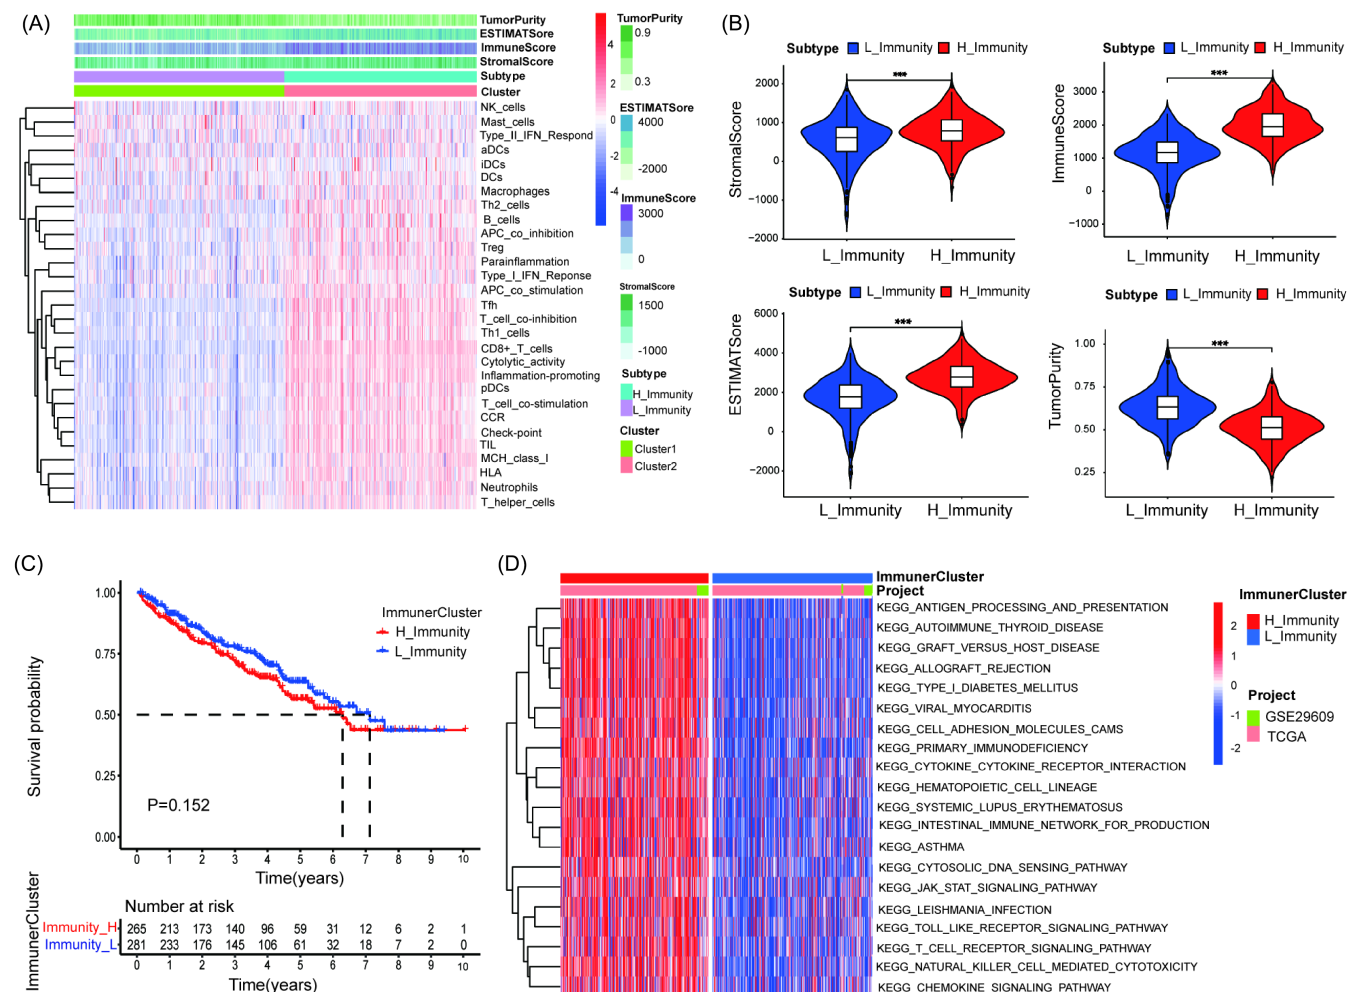 (A)
TumorPurity
ESTIMATSore
ImmuneScore
StromalScore
Subtype
Cluster
NK_cells
Mast_cells
Type_II_IFN_Respond
aDCs
iDCs
DCs
Macrophages
Th2_cells
B_cells
APC_co_inhibition
Treg
Parainflammation
Type_I_IFN_Reponse
APC_co_stimulation
Tfh
T_cell_co-inhibition
Th1_cells
CD8+_T_cells
Cytolytic_activity
Inflammation-promoting
pDCs
T_cell_co-stimulation
CCR
Check-point
TIL
MCH_class_I
HLA
Neutrophils
T_helper_cells
4
2
0
-2
-4
TumorPurity
0.9
0.3
ESTIMATSore
4000
-2000
ImmuneScore
3000
0
StromalScore
1500
-1000
Subtype
H_Immunity
L_Immunity
Cluster
Cluster1
Cluster2
(B)
Subtype L_Immunity H_Immunity
StromalScore
2000
1000
0
−1000
−2000
***
L_Immunity H_Immunity
Subtype L_Immunity H_Immunity
ImmuneScore
3000
2000
1000
0
−1000
***
L_Immunity H_Immunity
Subtype L_Immunity H_Immunity
ESTIMATSore
6000
4000
2000
0
−2000
***
L_Immunity H_Immunity
Subtype L_Immunity H_Immunity
TumorPurity
1.00
0.75
0.50
0.25
***
L_Immunity H_Immunity
(C)
Survival probability
1.00
0.75
0.50
0.25
0.00
ImmunerCluster
H_Immunity
L_Immunity
P=0.152
0 1 2 3 4 5 6 7 8 9 10
Time(years)
ImmunerCluster
Number at risk
Immunity_H 265 213 173 140 96 59 31 12 6 2 1
Immunity_L 281 233 176 145 106 61 32 18 7 2 0
0 1 2 3 4 5 6 7 8 9 10
Time(years)
(D)
ImmunerCluster
Project
KEGG_ANTIGEN_PROCESSING_AND_PRESENTATION
KEGG_AUTOIMMUNE_THYROID_DISEASE
KEGG_GRAFT_VERSUS_HOST_DISEASE
KEGG_ALLOGRAFT_REJECTION
KEGG_TYPE_I_DIABETES_MELLITUS
KEGG_VIRAL_MYOCARDITIS
KEGG_CELL_ADHESION_MOLECULES_CAMS
KEGG_PRIMARY_IMMUNODEFICIENCY
KEGG_CYTOKINE_CYTOKINE_RECEPTOR_INTERACTION
KEGG_HEMATOPOIETIC_CELL_LINEAGE
KEGG_SYSTEMIC_LUPUS_ERYTHEMATOSUS
KEGG_INTESTINAL_IMMUNE_NETWORK_FOR_PRODUCTION
KEGG_ASTHMA
KEGG_CYTOSOLIC_DNA_SENSING_PATHWAY
KEGG_JAK_STAT_SIGNALING_PATHWAY
KEGG_LEISHMANIA_INFECTION
KEGG_TOLL_LIKE_RECEPTOR_SIGNALING_PATHWAY
KEGG_T_CELL_RECEPTOR_SIGNALING_PATHWAY
KEGG_NATURAL_KILLER_CELL_MEDIATED_CYTOTOXICITY
KEGG_CHEMOKINE_SIGNALING_PATHWAY
2
1
0
-1
-2
ImmunerCluster
H_Immunity
L_Immunity
Project
GSE29609
TCGA